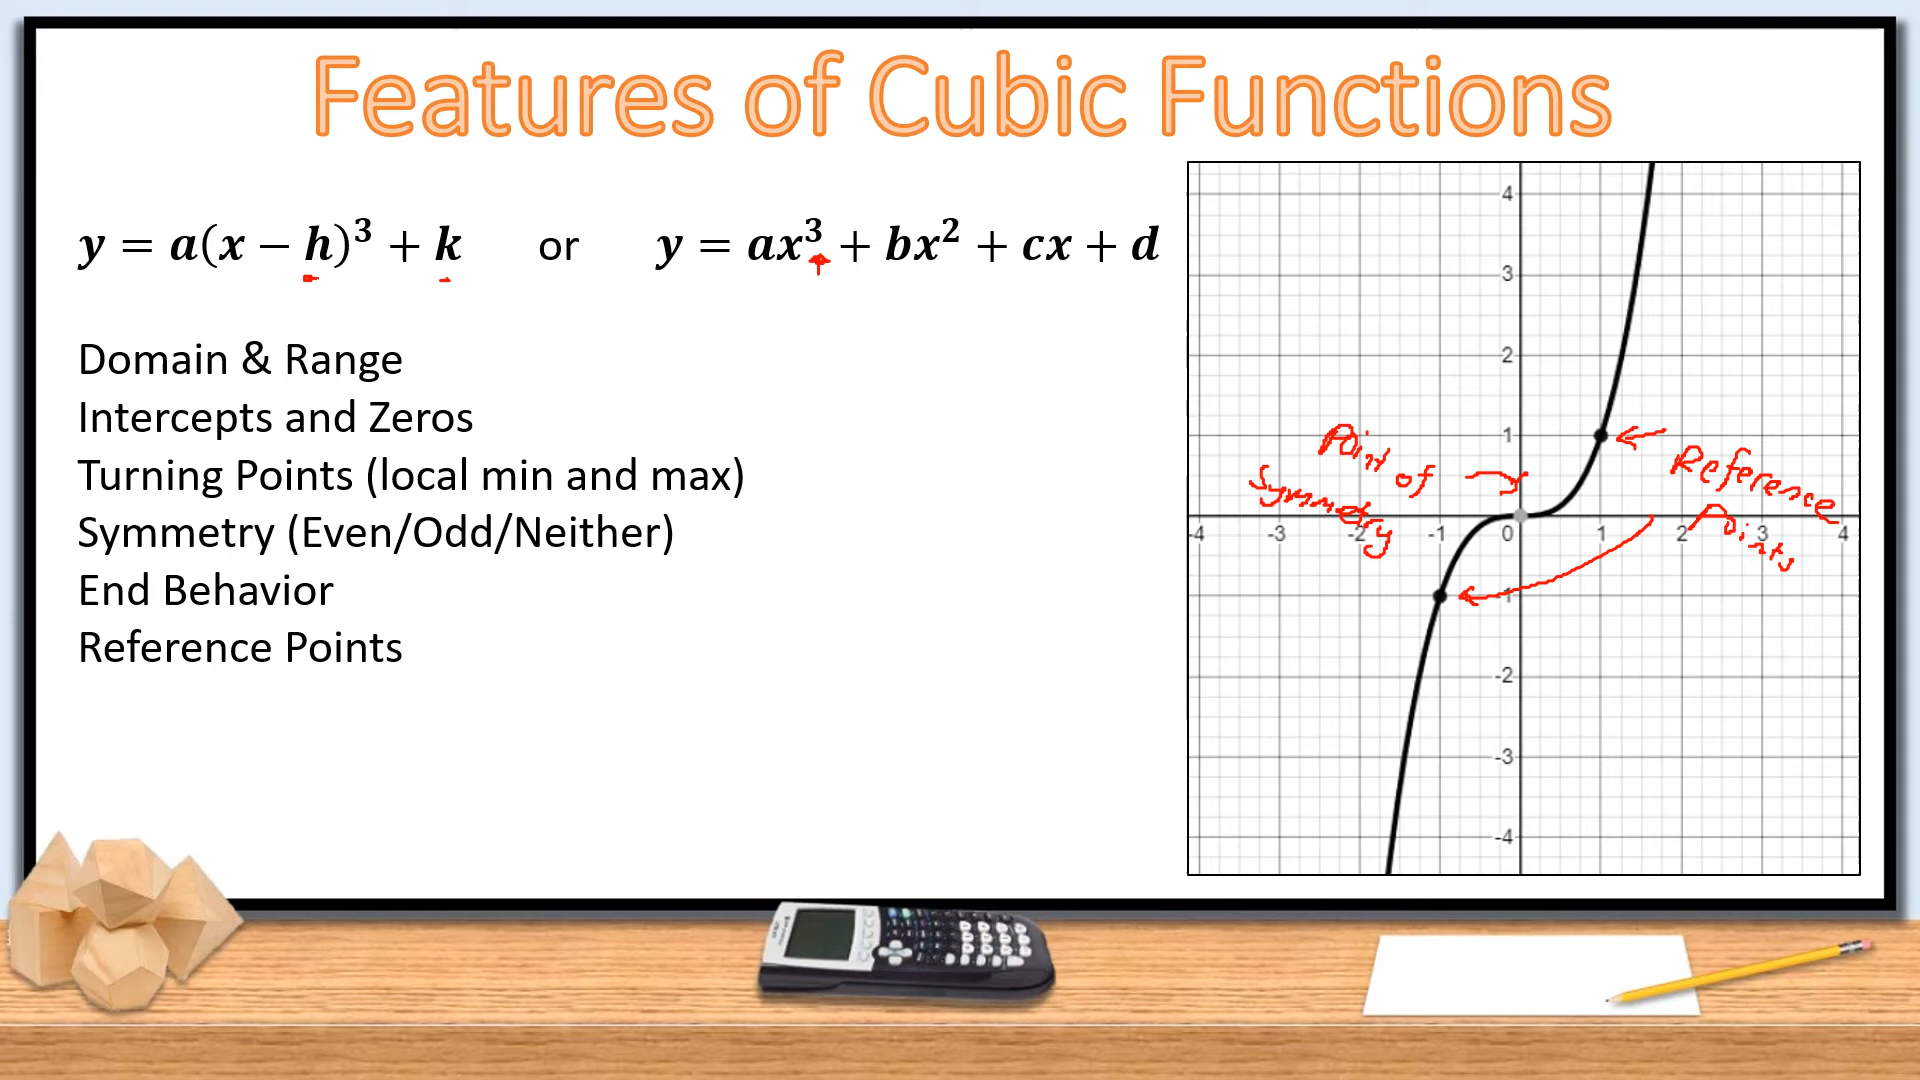 Features of Cubic Functions
y = a(x − h)³ + k or y = ax³ + bx² + cx + d
Domain & Range
Intercepts and Zeros
Turning Points (local min and max)
Symmetry (Even/Odd/Neither)
End Behavior
Reference Points
4
3
2
1
Point of
Symmetry
Reference
Points
-4 -3 -2 -1 0 1 2 3 4
-1
-2
-3
-4